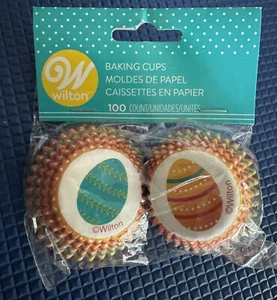 W
wilton
BAKING CUPS
MOLDES DE PAPEL
CAISSETTES EN PAPIER
100 COUNT/UNIDADES/UNITÉS
©Wilton
©Wilton